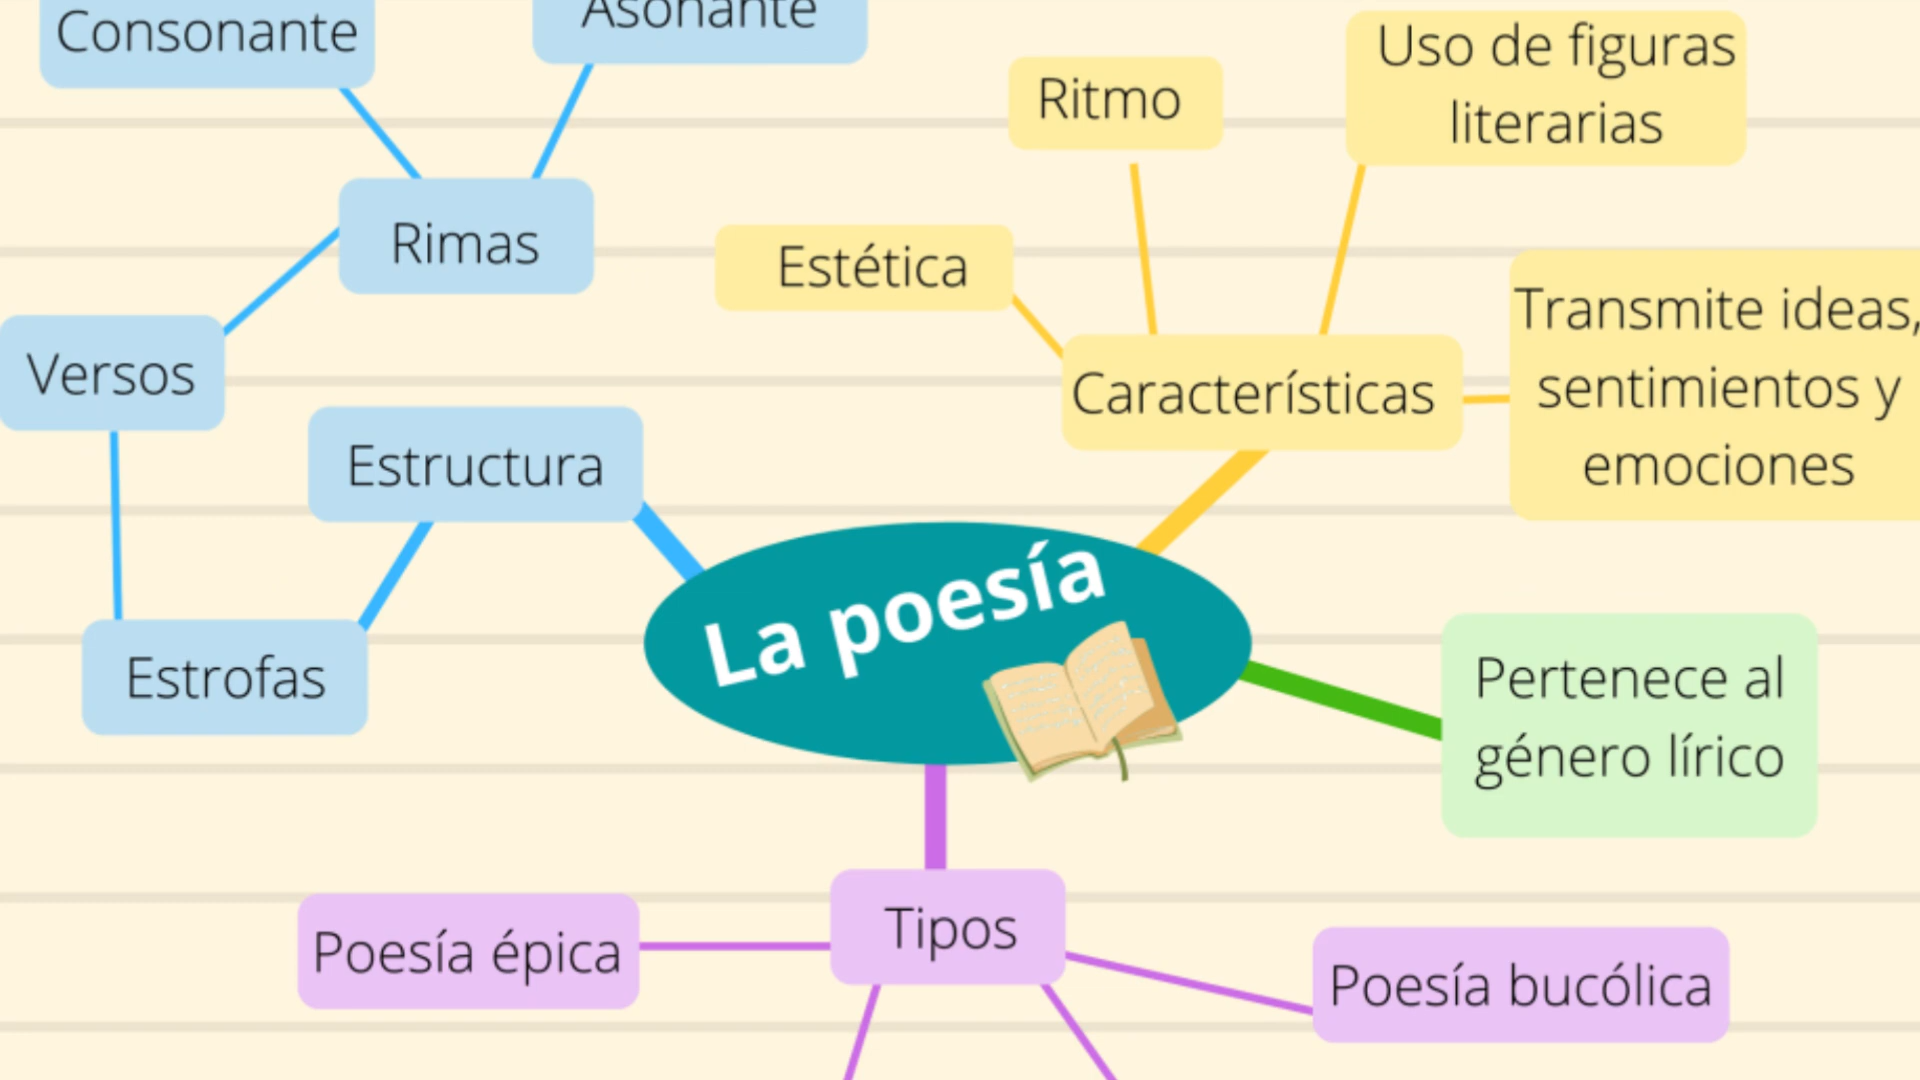 Consonante
Asonante
Rimas
Versos
Estructura
Estrofas
Ritmo
Uso de figuras
literarias
Estética
Características
Transmite ideas,
sentimientos y
emociones
La poesía
Pertenece al
género lírico
Tipos
Poesía épica
Poesía bucólica